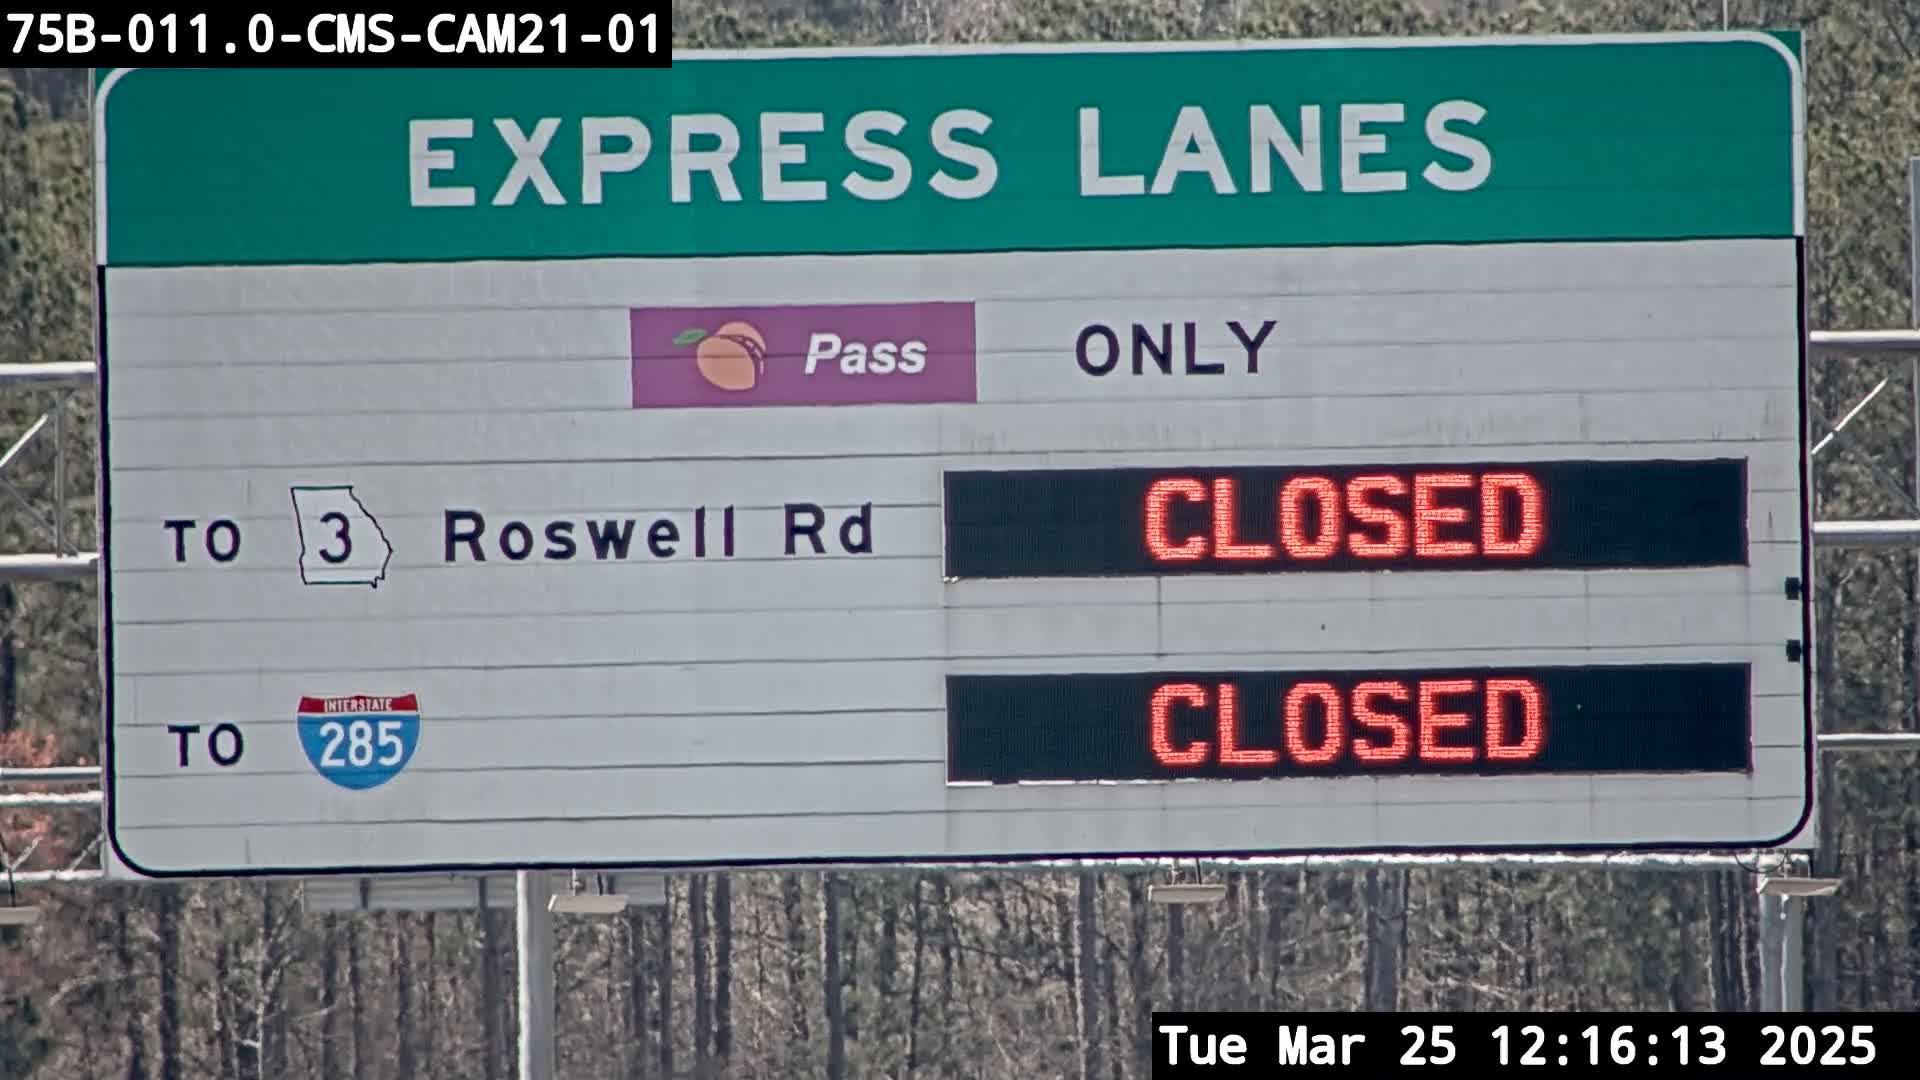 75B-011.0-CMS-CAM21-01
EXPRESS LANES
Pass ONLY
TO 3 Roswell Rd CLOSED
TO INTERSTATE 285 CLOSED
Tue Mar 25 12:16:13 2025